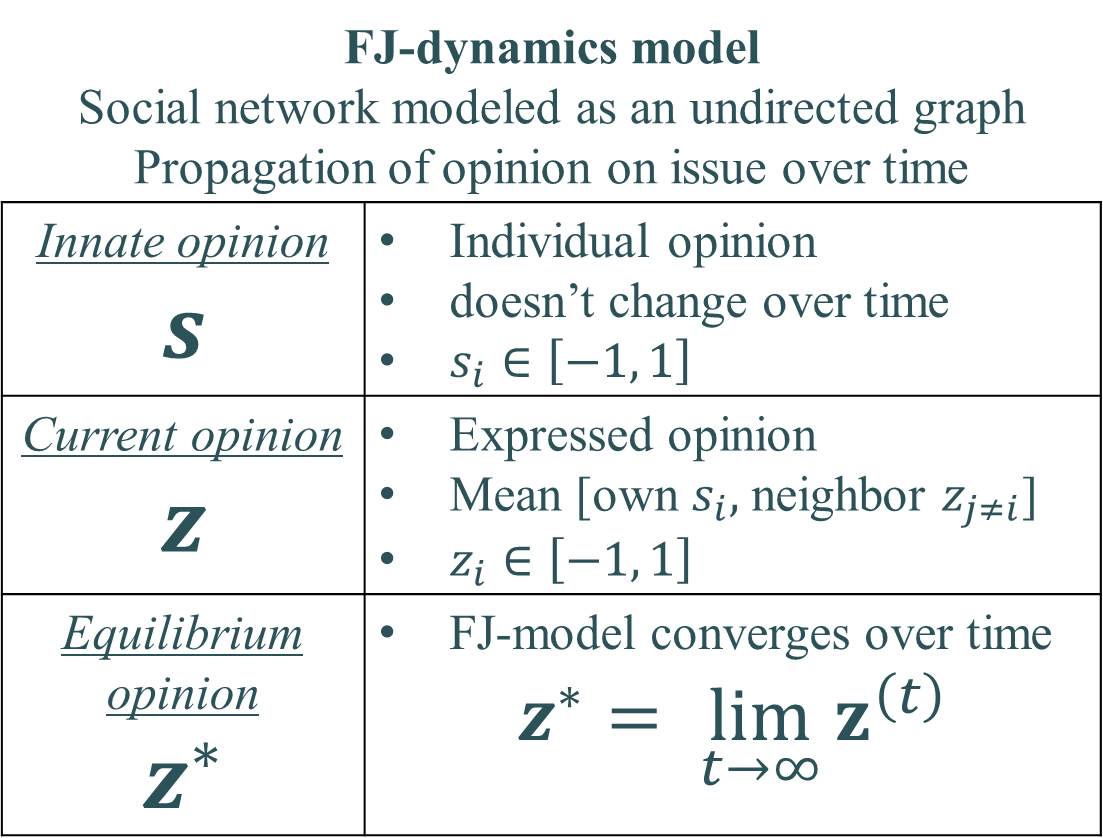 FJ-dynamics model
Social network modeled as an undirected graph
Propagation of opinion on issue over time
Innate opinion
s
• Individual opinion
• doesn’t change over time
• sᵢ ∈ [−1, 1]
Current opinion
z
• Expressed opinion
• Mean [own sᵢ, neighbor z_{j≠i}]
• zᵢ ∈ [−1, 1]
Equilibrium
opinion
z*
• FJ-model converges over time
z* = lim z^(t)
t→∞